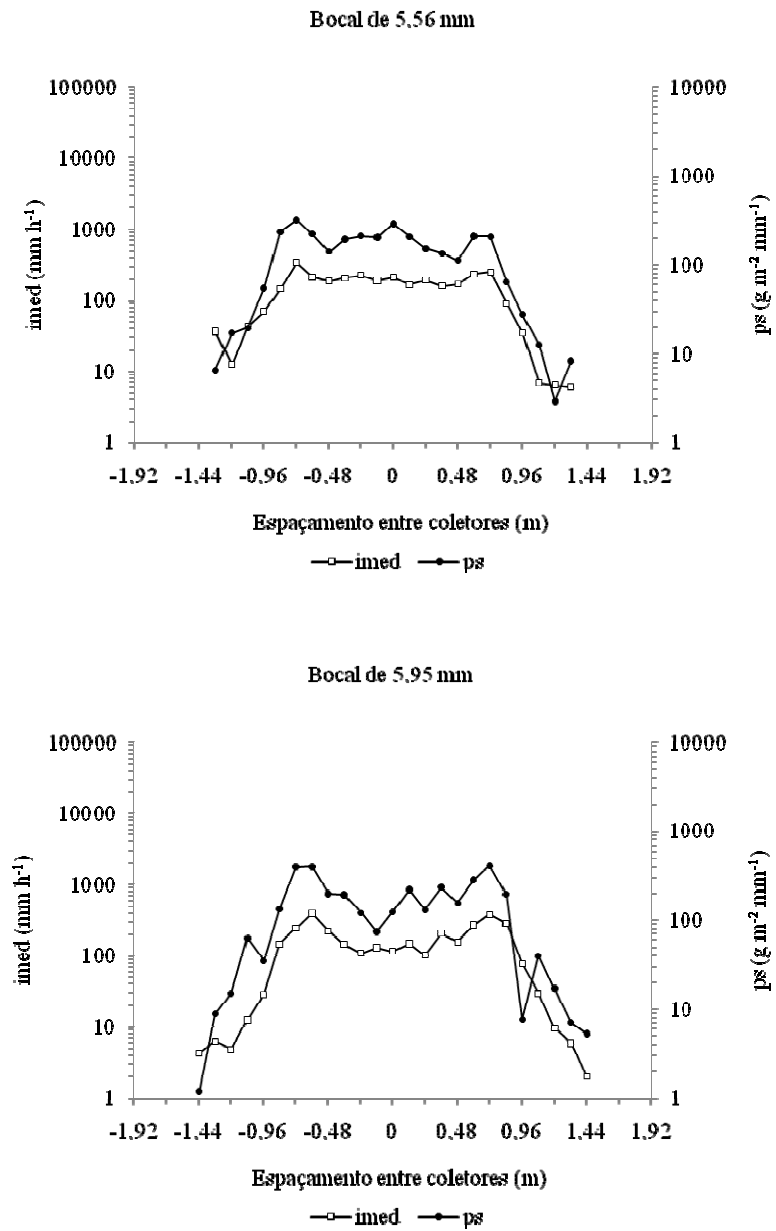 Bocal de 5,56 mm
100000
10000
1000
100
10
1
imed (mm h-1)
10000
1000
100
10
1
ps (g m-2 mm-1)
-1,92 -1,44 -0,96 -0,48 0 0,48 0,96 1,44 1,92
Espaçamento entre coletores (m)
imed ps
Bocal de 5,95 mm
100000
10000
1000
100
10
1
imed (mm h-1)
10000
1000
100
10
1
ps (g m-2 mm-1)
-1,92 -1,44 -0,96 -0,48 0 0,48 0,96 1,44 1,92
Espaçamento entre coletores (m)
imed ps